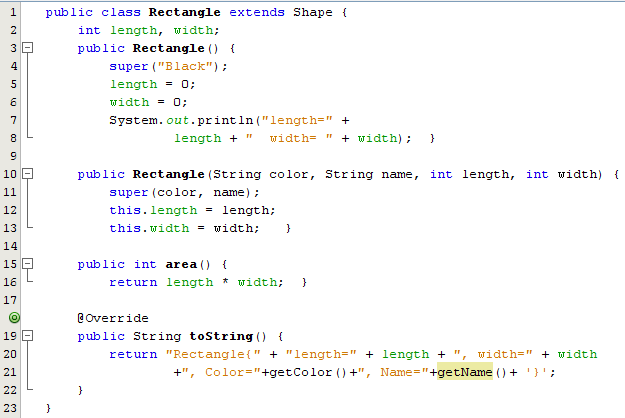 1 public class Rectangle extends Shape {
2 int length, width;
3 public Rectangle() {
4 super("Black");
5 length = 0;
6 width = 0;
7 System.out.println("length=" +
8 length + "  width= " + width);  }
9
10 public Rectangle(String color, String name, int length, int width) {
11 super(color, name);
12 this.length = length;
13 this.width = width;   }
14
15 public int area() {
16 return length * width;  }
17
@Override
19 public String toString() {
20 return "Rectangle{" + "length=" + length + ", width=" + width
21 +", Color="+getColor()+", Name="+getName()+ '}';
22 }
23 }